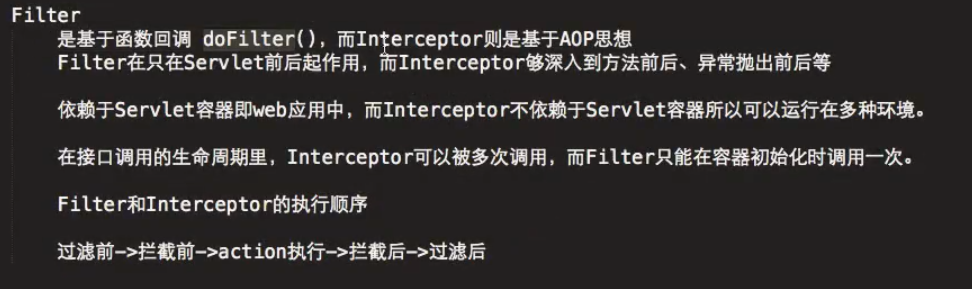 Filter
是基于函数回调 doFilter()，而Interceptor则是基于AOP思想
Filter在只在Servlet前后起作用，而Interceptor够深入到方法前后、异常抛出前后等
依赖于Servlet容器即web应用中，而Interceptor不依赖于Servlet容器所以可以运行在多种环境。
在接口调用的生命周期里，Interceptor可以被多次调用，而Filter只能在容器初始化时调用一次。
Filter和Interceptor的执行顺序
过滤前->拦截前->action执行->拦截后->过滤后